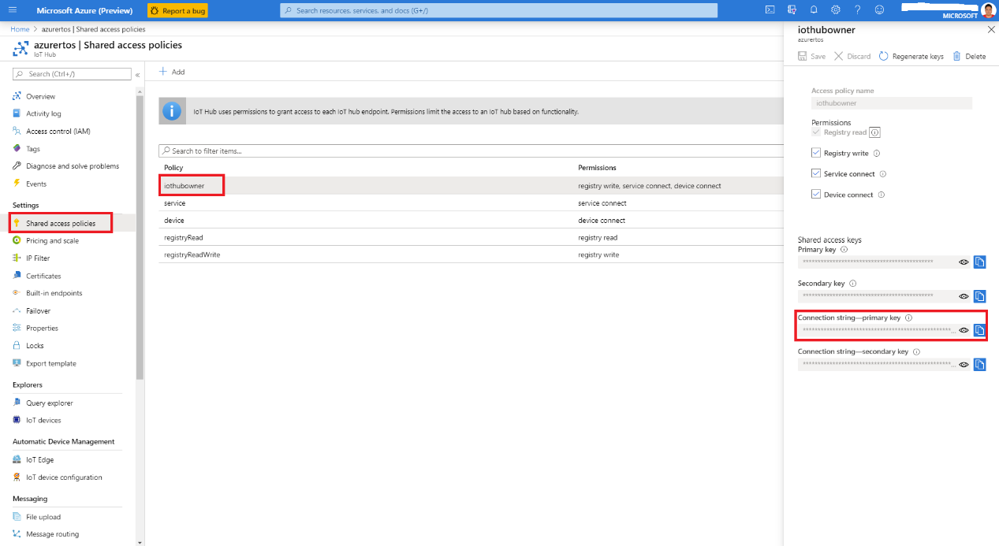 Microsoft Azure (Preview)
Report a bug
Search resources, services, and docs (G+/)
MICROSOFT
Home > azurertos | Shared access policies
azurertos | Shared access policies
IoT Hub
Search (Ctrl+/)
«
Overview
Activity log
Access control (IAM)
Tags
Diagnose and solve problems
Events
Settings
Shared access policies
Pricing and scale
IP Filter
Certificates
Built-in endpoints
Failover
Properties
Locks
Export template
Explorers
Query explorer
IoT devices
Automatic Device Management
IoT Edge
IoT device configuration
Messaging
File upload
Message routing
Add
IoT Hub uses permissions to grant access to each IoT hub endpoint. Permissions limit the access to an IoT hub based on functionality.
Search to filter items...
Policy Permissions
iothubowner registry write, service connect, device connect
service service connect
device device connect
registryRead registry read
registryReadWrite registry write
iothubowner
azurertos
Save Discard Regenerate keys Delete
Access policy name
iothubowner
Permissions
Registry read
Registry write
Service connect
Device connect
Shared access keys
Primary key
Secondary key
Connection string—primary key
Connection string—secondary key